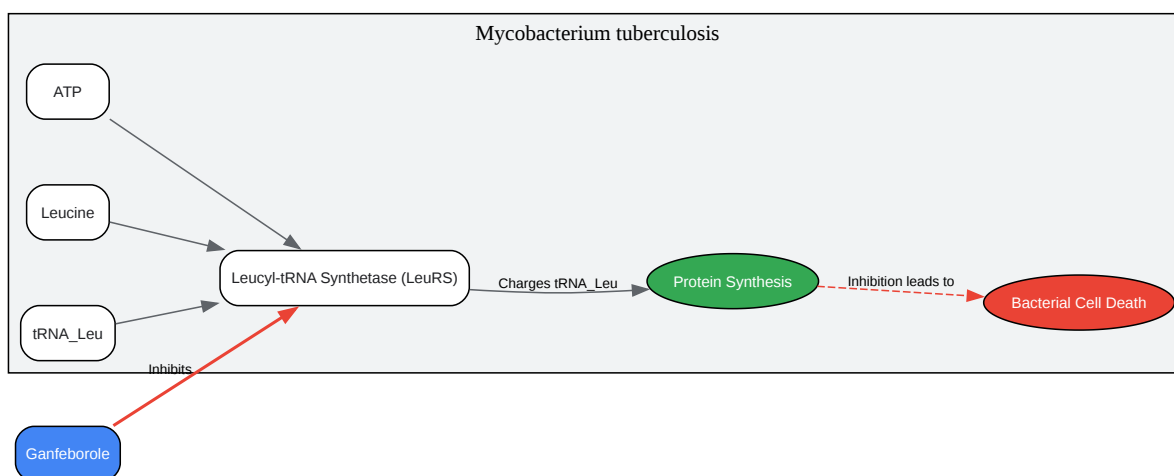 Mycobacterium tuberculosis
ATP
Leucine
Leucyl-tRNA Synthetase (LeuRS)
Charges tRNA_Leu
Protein Synthesis
Inhibition leads to
Bacterial Cell Death
tRNA_Leu
Inhibits
Ganfeborole